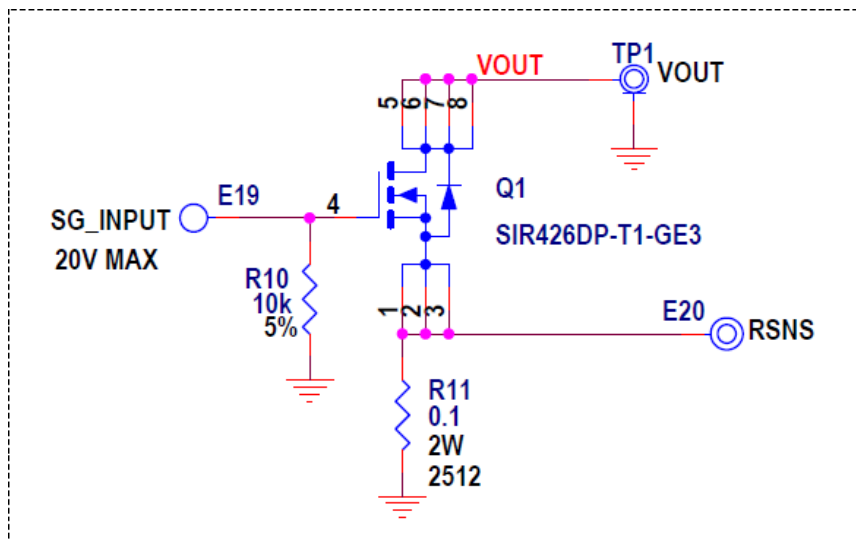 TP1
VOUT
VOUT
5
6
7
8
E19
4
Q1
SG_INPUT
SIR426DP-T1-GE3
20V MAX
R10
10k
5%
1
2
3
E20
RSNS
R11
0.1
2W
2512